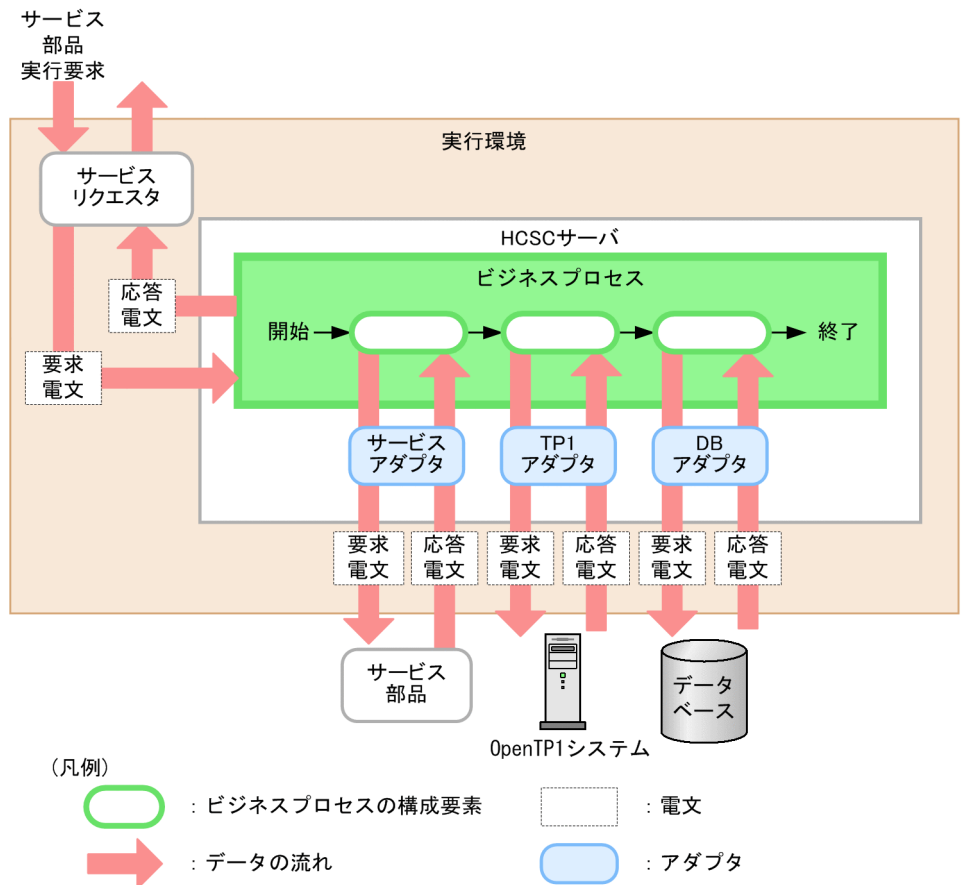 サービス
部品
実行要求
実行環境
サービス
リクエスタ
HCSCサーバ
ビジネスプロセス
応答
電文
開始
終了
要求
電文
サービス
アダプタ
TP1
アダプタ
DB
アダプタ
要求
電文
応答
電文
要求
電文
応答
電文
要求
電文
応答
電文
サービス
部品
データ
ベース
OpenTP1システム
(凡例)
：ビジネスプロセスの構成要素
：電文
：データの流れ
：アダプタ